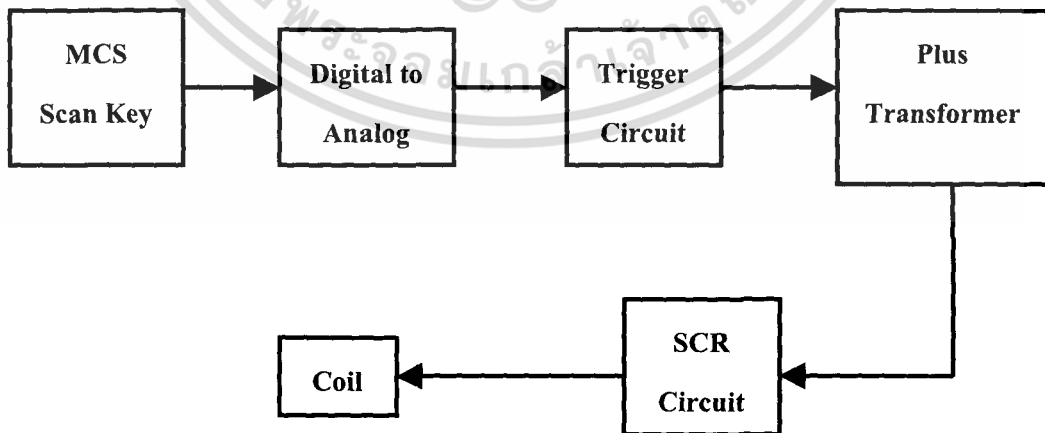 MCS
Scan Key
Digital to
Analog
Trigger
Circuit
Plus
Transformer
SCR
Circuit
Coil